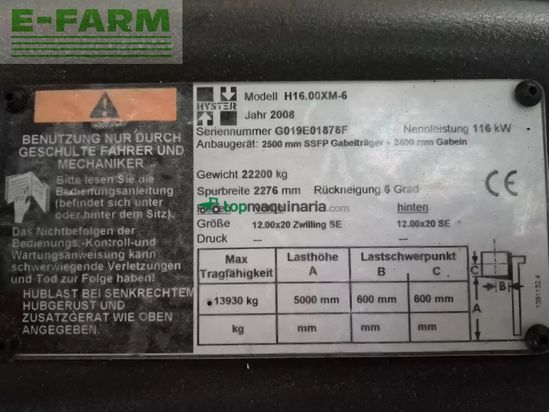 E-FARM
HYSTER
Modell H16.00XM-6
Jahr 2008
Seriennummer G019E01878F Nennleistung 116 kW
Anbaugerät: 2500 mm SSFP Gabelträger + 2400 mm Gabeln
Gewicht 22200 kg
Spurbreite 2276 mm Rückneigung 6 Grad
topmaquinaria.com
hinten
Größe 12.00x20 Zwilling SE 12.00x20 SE
Druck — —
Max Tragfähigkeit Lasthöhe A Lastschwerpunkt B C
13930 kg 5000 mm 600 mm 600 mm
kg mm mm mm
CE
C
B
A
1381132.4
BENUTZUNG NUR DURCH
GESCHULTE FAHRER UND
MECHANIKER
Bitte lesen Sie die
Bedienungsanleitung
(befindet sich unter
oder hinter dem Sitz).
Das Nichtbefolgen der
Bedienungs.-Kontroll-und
Wartungsanweisung kann
schwerwiegende Verletzungen
und Tod zur Folge haben!
HUBLAST BEI SENKRECHTEM
HUBGERUST UND
ZUSATZGERÄT WIE OBEN
ANGEGEBEN.